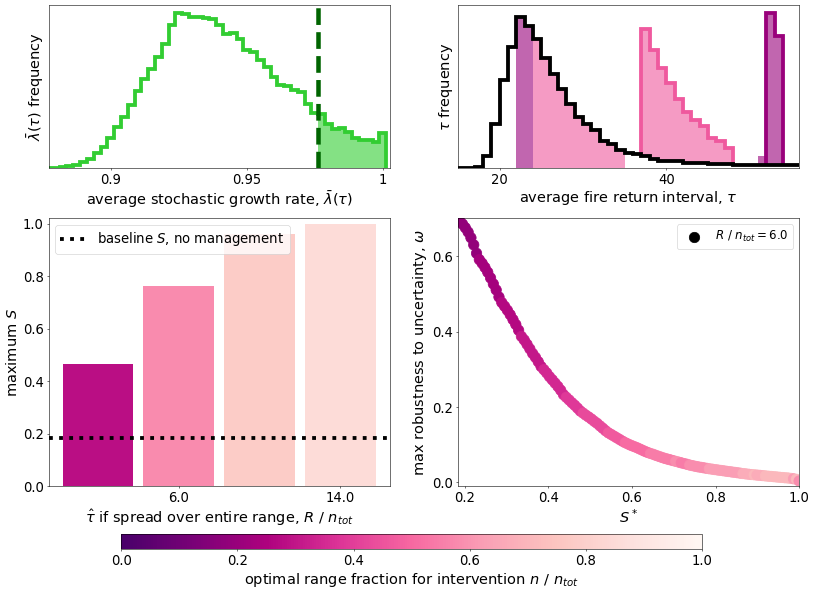 λ̄(τ) frequency
0.9 0.95 1
average stochastic growth rate, λ̄(τ)
τ frequency
20 40
average fire return interval, τ
maximum S
1.0
0.8
0.6
0.4
0.2
0.0
baseline S, no management
6.0 14.0
τ̂ if spread over entire range, R / n_tot
max robustness to uncertainty, ω
0.6
0.4
0.2
0.0
R / n_tot = 6.0
0.2 0.4 0.6 0.8 1.0
S*
0.0 0.2 0.4 0.6 0.8 1.0
optimal range fraction for intervention n / n_tot